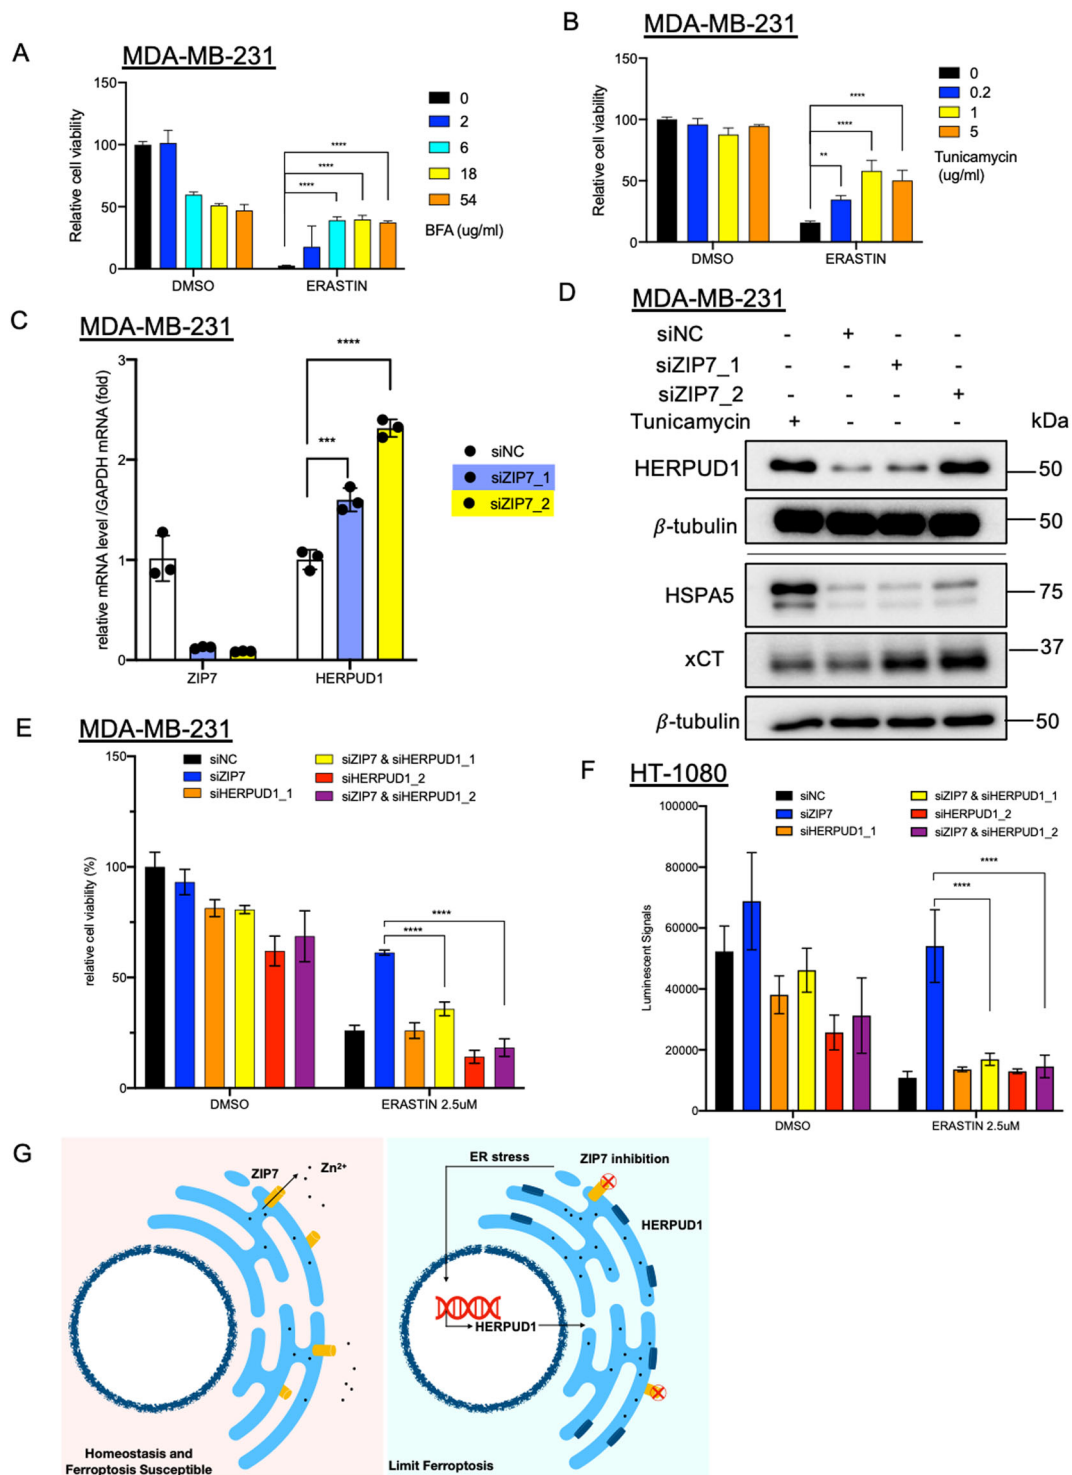 A
MDA-MB-231
Relative cell viability
150
100
50
0
DMSO
ERASTIN
****
****
****
0
2
6
18
54
BFA (ug/ml)
B
MDA-MB-231
Relative cell viability
150
100
50
0
DMSO
ERASTIN
****
****
**
0
0.2
1
5
Tunicamycin
(ug/ml)
C
MDA-MB-231
relative mRNA level /GAPDH mRNA (fold)
3
2
1
0
ZIP7
HERPUD1
****
***
siNC
siZIP7_1
siZIP7_2
D
MDA-MB-231
siNC - + - -
siZIP7_1 - - + -
siZIP7_2 - - - +
Tunicamycin + - - -
kDa
HERPUD1
50
β-tubulin
50
HSPA5
75
xCT
37
β-tubulin
50
E
MDA-MB-231
relative cell viability (%)
150
100
50
0
siNC
siZIP7
siHERPUD1_1
siZIP7 & siHERPUD1_1
siHERPUD1_2
siZIP7 & siHERPUD1_2
****
****
DMSO
ERASTIN 2.5uM
F
HT-1080
Luminescent Signals
100000
80000
60000
40000
20000
0
siNC
siZIP7
siHERPUD1_1
siZIP7 & siHERPUD1_1
siHERPUD1_2
siZIP7 & siHERPUD1_2
****
****
DMSO
ERASTIN 2.5uM
G
ZIP7
Zn²⁺
Homeostasis and
Ferroptosis Susceptible
ER stress
ZIP7 inhibition
HERPUD1
HERPUD1
Limit Ferroptosis